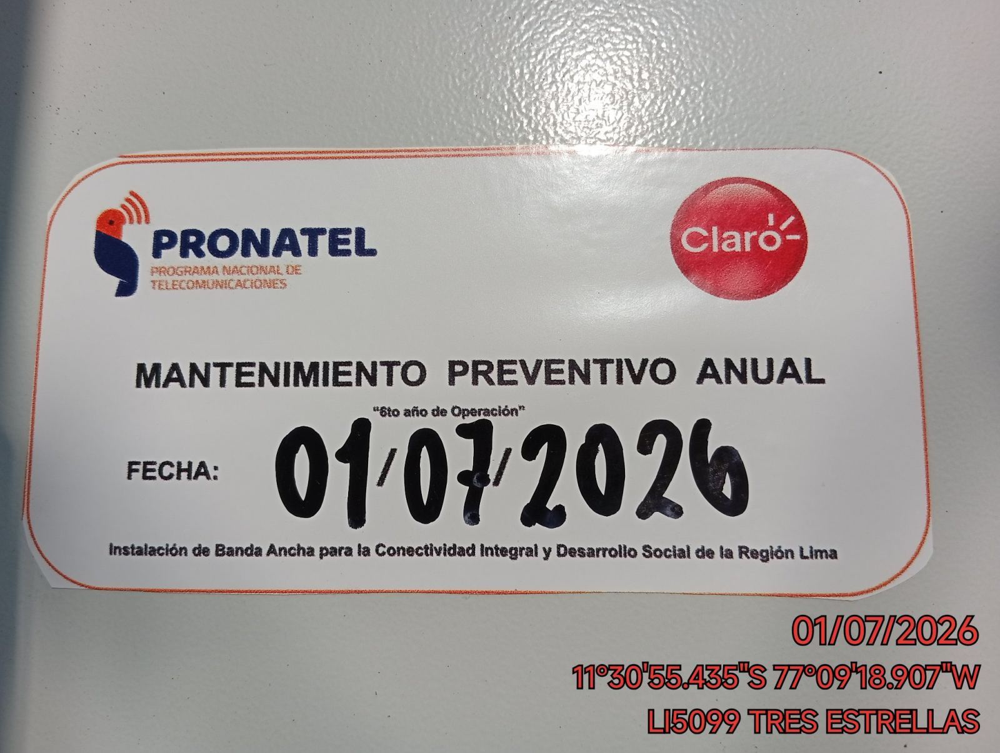 PRONATEL
PROGRAMA NACIONAL DE
TELECOMUNICACIONES
Claro
MANTENIMIENTO PREVENTIVO ANUAL
"6to año de Operación"
FECHA: 01/07/2026
Instalación de Banda Ancha para la Conectividad Integral y Desarrollo Social de la Región Lima
01/07/2026
11°30'55.435"S 77°09'18.907"W
LI5099 TRES ESTRELLAS